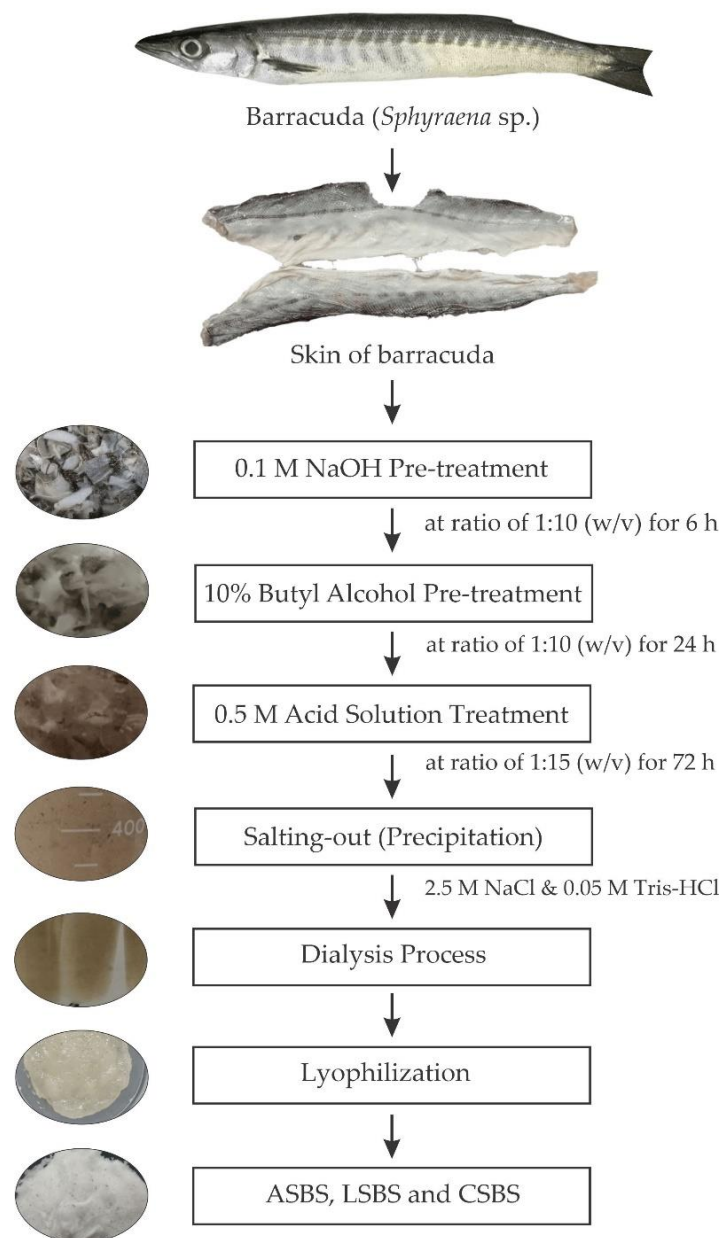 Barracuda (Sphyraena sp.)
Skin of barracuda
0.1 M NaOH Pre-treatment
at ratio of 1:10 (w/v) for 6 h
10% Butyl Alcohol Pre-treatment
at ratio of 1:10 (w/v) for 24 h
0.5 M Acid Solution Treatment
at ratio of 1:15 (w/v) for 72 h
400
Salting-out (Precipitation)
2.5 M NaCl & 0.05 M Tris-HCl
Dialysis Process
Lyophilization
ASBS, LSBS and CSBS